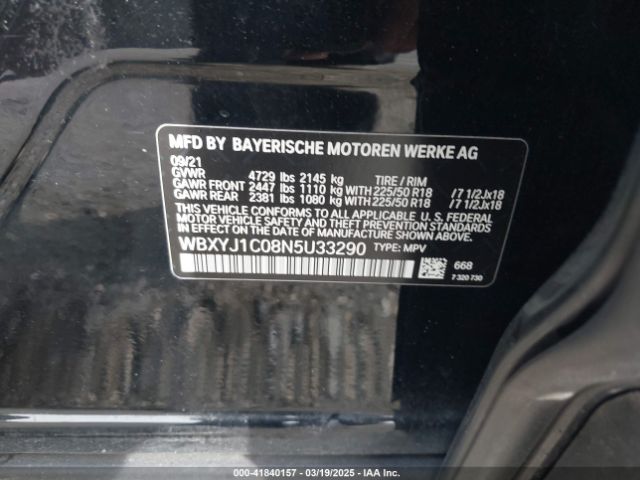 MFD BY BAYERISCHE MOTOREN WERKE AG
09/21
GVWR 4729 lbs 2145 kg TIRE / RIM
GAWR FRONT 2447 lbs 1110 kg WITH 225/50 R18 /7 1/2Jx18
GAWR REAR 2381 lbs 1080 kg WITH 225/50 R18 /7 1/2Jx18
THIS VEHICLE CONFORMS TO ALL APPLICABLE U. S. FEDERAL
MOTOR VEHICLE SAFETY AND THEFT PREVENTION STANDARDS
IN EFFECT ON THE DATE OF MANUFACTURE SHOWN ABOVE.
WBXYJ1C08N5U33290 TYPE: MPV
668
7 320 730
000-41840157 - 03/19/2025 - IAA Inc.